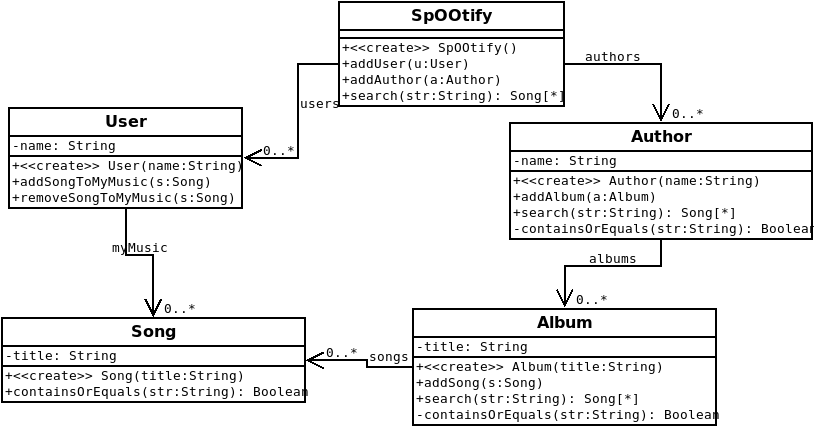 SpOOtify
+<<create>> SpOOtify()
+addUser(u:User)
+addAuthor(a:Author)
+search(str:String): Song[*]
users
0..*
authors
0..*
User
-name: String
+<<create>> User(name:String)
+addSongToMyMusic(s:Song)
+removeSongToMyMusic(s:Song)
Author
-name: String
+<<create>> Author(name:String)
+addAlbum(a:Album)
+search(str:String): Song[*]
-containsOrEquals(str:String): Boolean
myMusic
0..*
albums
0..*
Song
-title: String
+<<create>> Song(title:String)
+containsOrEquals(str:String): Boolean
0..*
songs
Album
-title: String
+<<create>> Album(title:String)
+addSong(s:Song)
+search(str:String): Song[*]
-containsOrEquals(str:String): Boolean